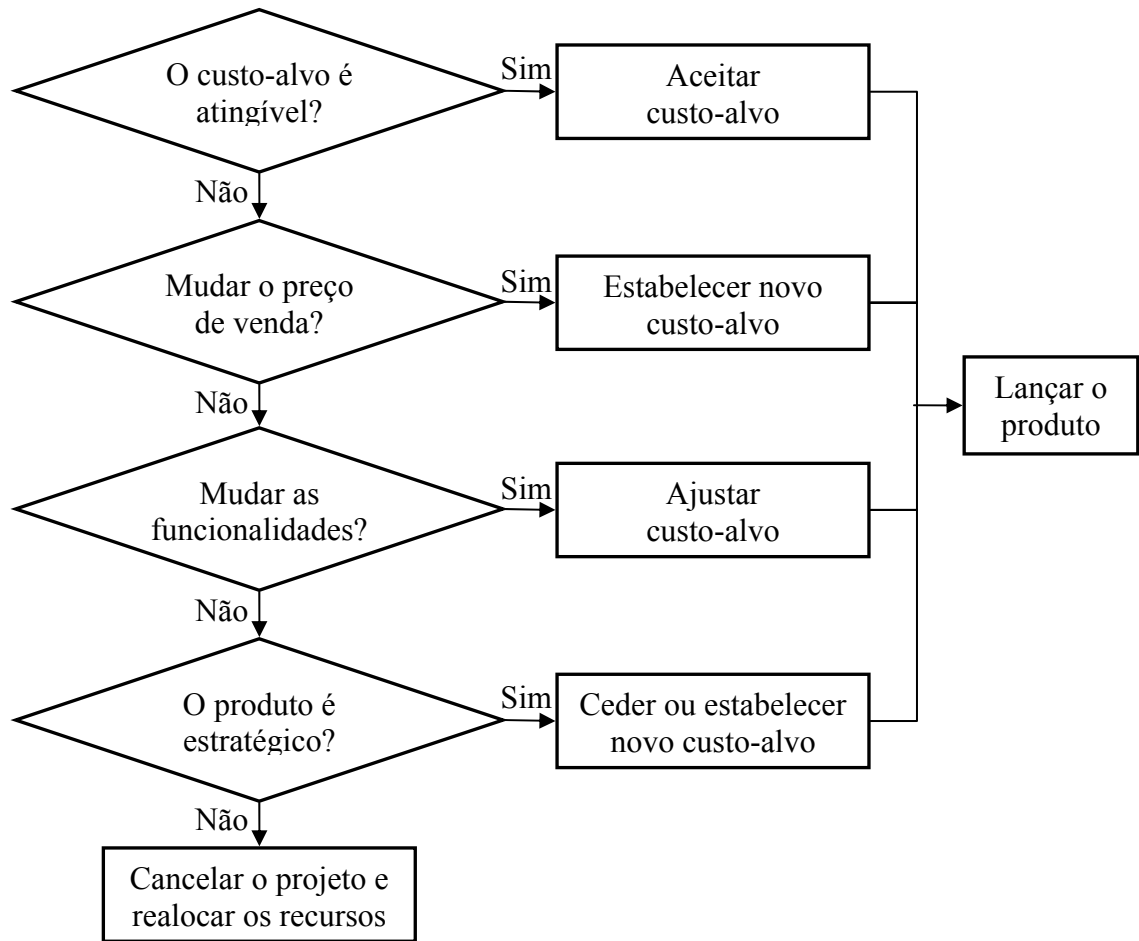 O custo-alvo é
atingível?
Sim
Aceitar
custo-alvo
Não
Mudar o preço
de venda?
Sim
Estabelecer novo
custo-alvo
Lançar o
produto
Não
Mudar as
funcionalidades?
Sim
Ajustar
custo-alvo
Não
O produto é
estratégico?
Sim
Ceder ou estabelecer
novo custo-alvo
Não
Cancelar o projeto e
realocar os recursos